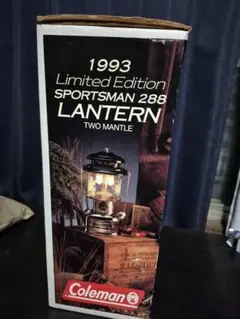 1993
Limited Edition
SPORTSMAN 288
LANTERN
TWO MANTLE
Coleman